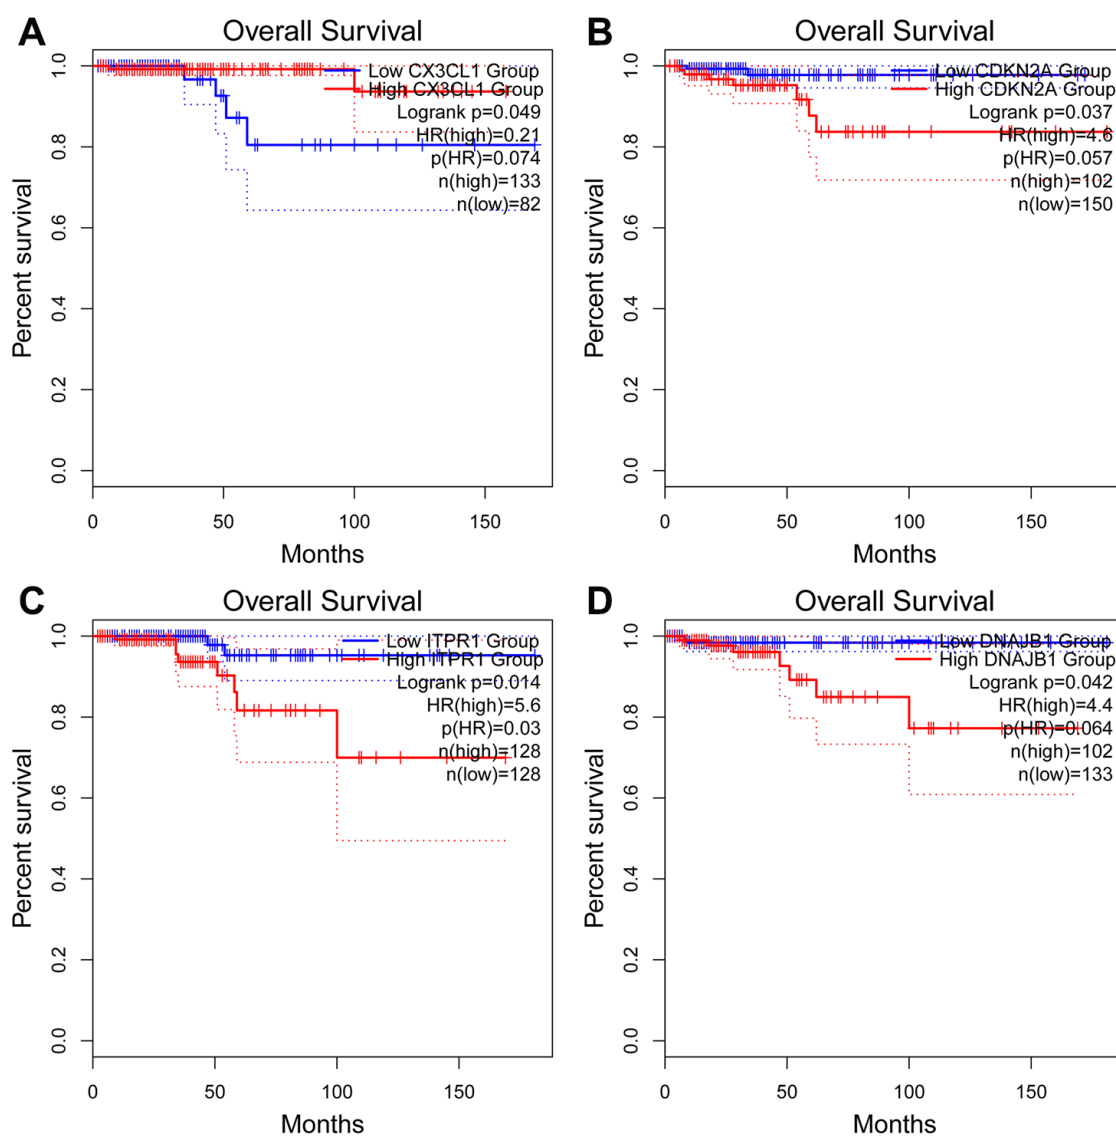 A
Overall Survival
Low CX3CL1 Group
High CX3CL1 Group
Logrank p=0.049
HR(high)=0.21
p(HR)=0.074
n(high)=133
n(low)=82
Percent survival
1.0
0.8
0.6
0.4
0.2
0.0
0 50 100 150
Months
B
Overall Survival
Low CDKN2A Group
High CDKN2A Group
Logrank p=0.037
HR(high)=4.6
p(HR)=0.057
n(high)=102
n(low)=150
Percent survival
1.0
0.8
0.6
0.4
0.2
0.0
0 50 100 150
Months
C
Overall Survival
Low ITPR1 Group
High ITPR1 Group
Logrank p=0.014
HR(high)=5.6
p(HR)=0.03
n(high)=128
n(low)=128
Percent survival
1.0
0.8
0.6
0.4
0.2
0.0
0 50 100 150
Months
D
Overall Survival
Low DNAJB1 Group
High DNAJB1 Group
Logrank p=0.042
HR(high)=4.4
p(HR)=0.064
n(high)=102
n(low)=133
Percent survival
1.0
0.8
0.6
0.4
0.2
0.0
0 50 100 150
Months